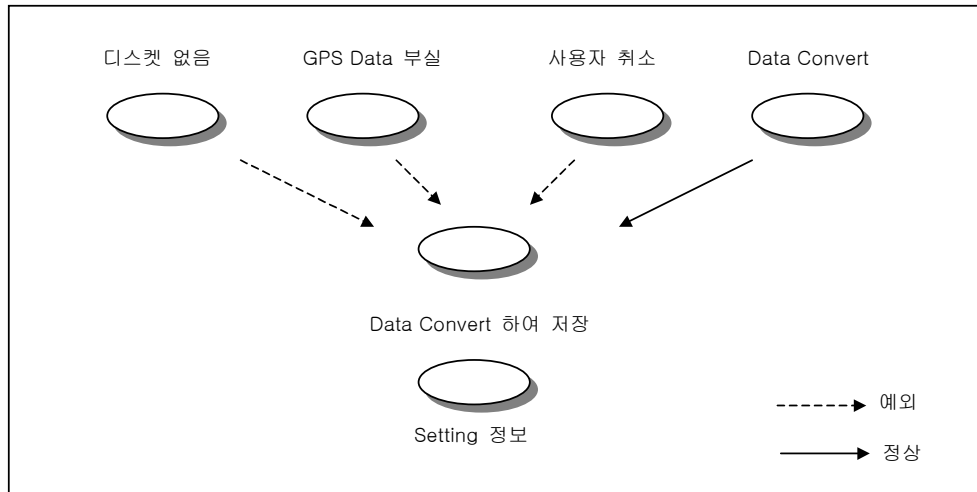 디스켓 없음
GPS Data 부실
사용자 취소
Data Convert
Data Convert 하여 저장
Setting 정보
예외
정상